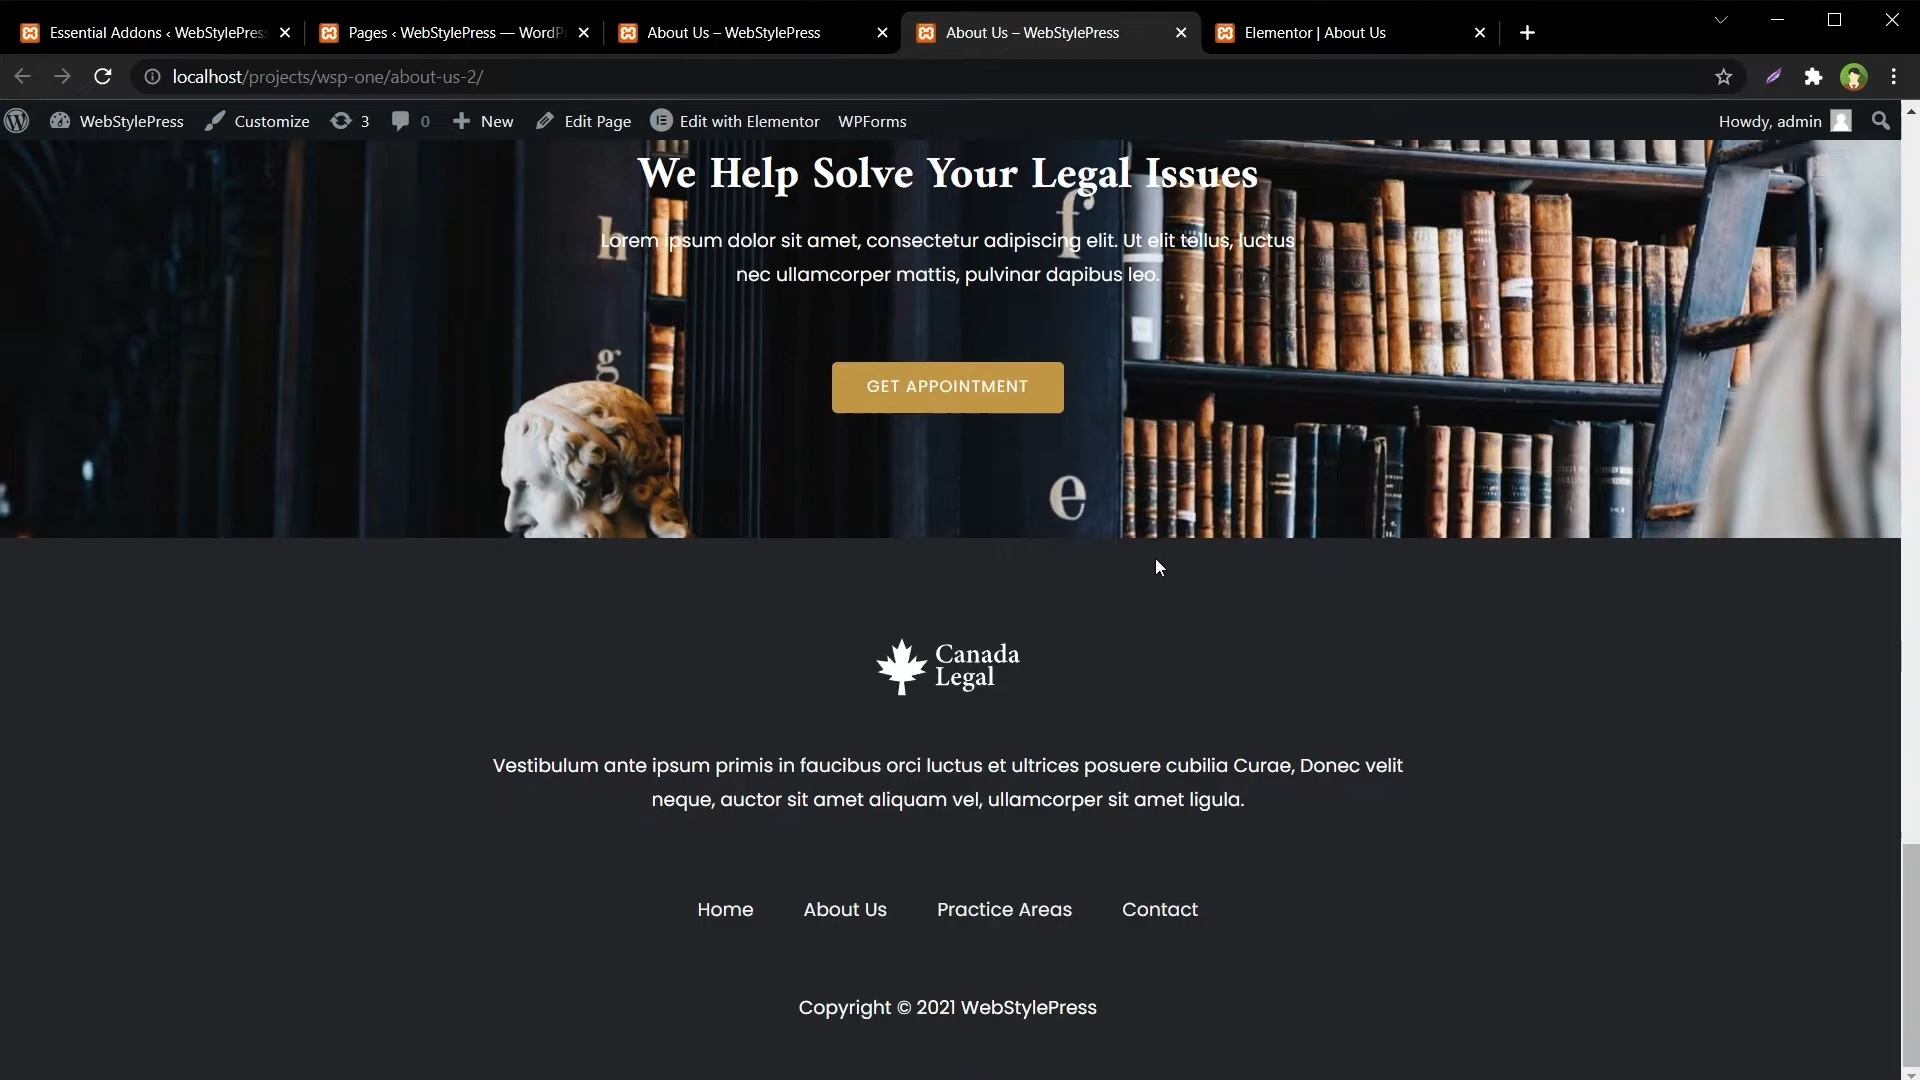 Essential Addons ‹ WebStylePress
Pages ‹ WebStylePress — WordP
About Us – WebStylePress
About Us – WebStylePress
Elementor | About Us
localhost/projects/wsp-one/about-us-2/
WebStylePress
Customize
3
0
New
Edit Page
Edit with Elementor
WPForms
Howdy, admin
We Help Solve Your Legal Issues
Lorem ipsum dolor sit amet, consectetur adipiscing elit. Ut elit tellus, luctus
nec ullamcorper mattis, pulvinar dapibus leo.
h
f
g
GET APPOINTMENT
e
Canada
Legal
Vestibulum ante ipsum primis in faucibus orci luctus et ultrices posuere cubilia Curae, Donec velit
neque, auctor sit amet aliquam vel, ullamcorper sit amet ligula.
Home
About Us
Practice Areas
Contact
Copyright © 2021 WebStylePress